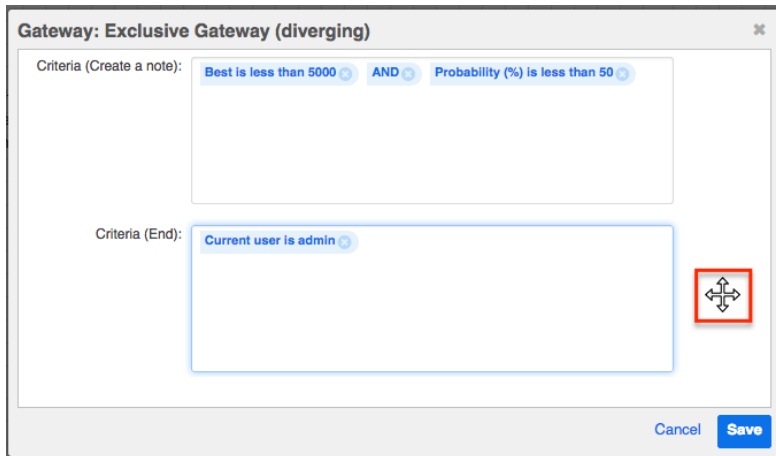 Gateway: Exclusive Gateway (diverging)
Criteria (Create a note): Best is less than 5000 AND Probability (%) is less than 50
Criteria (End): Current user is admin
Cancel Save